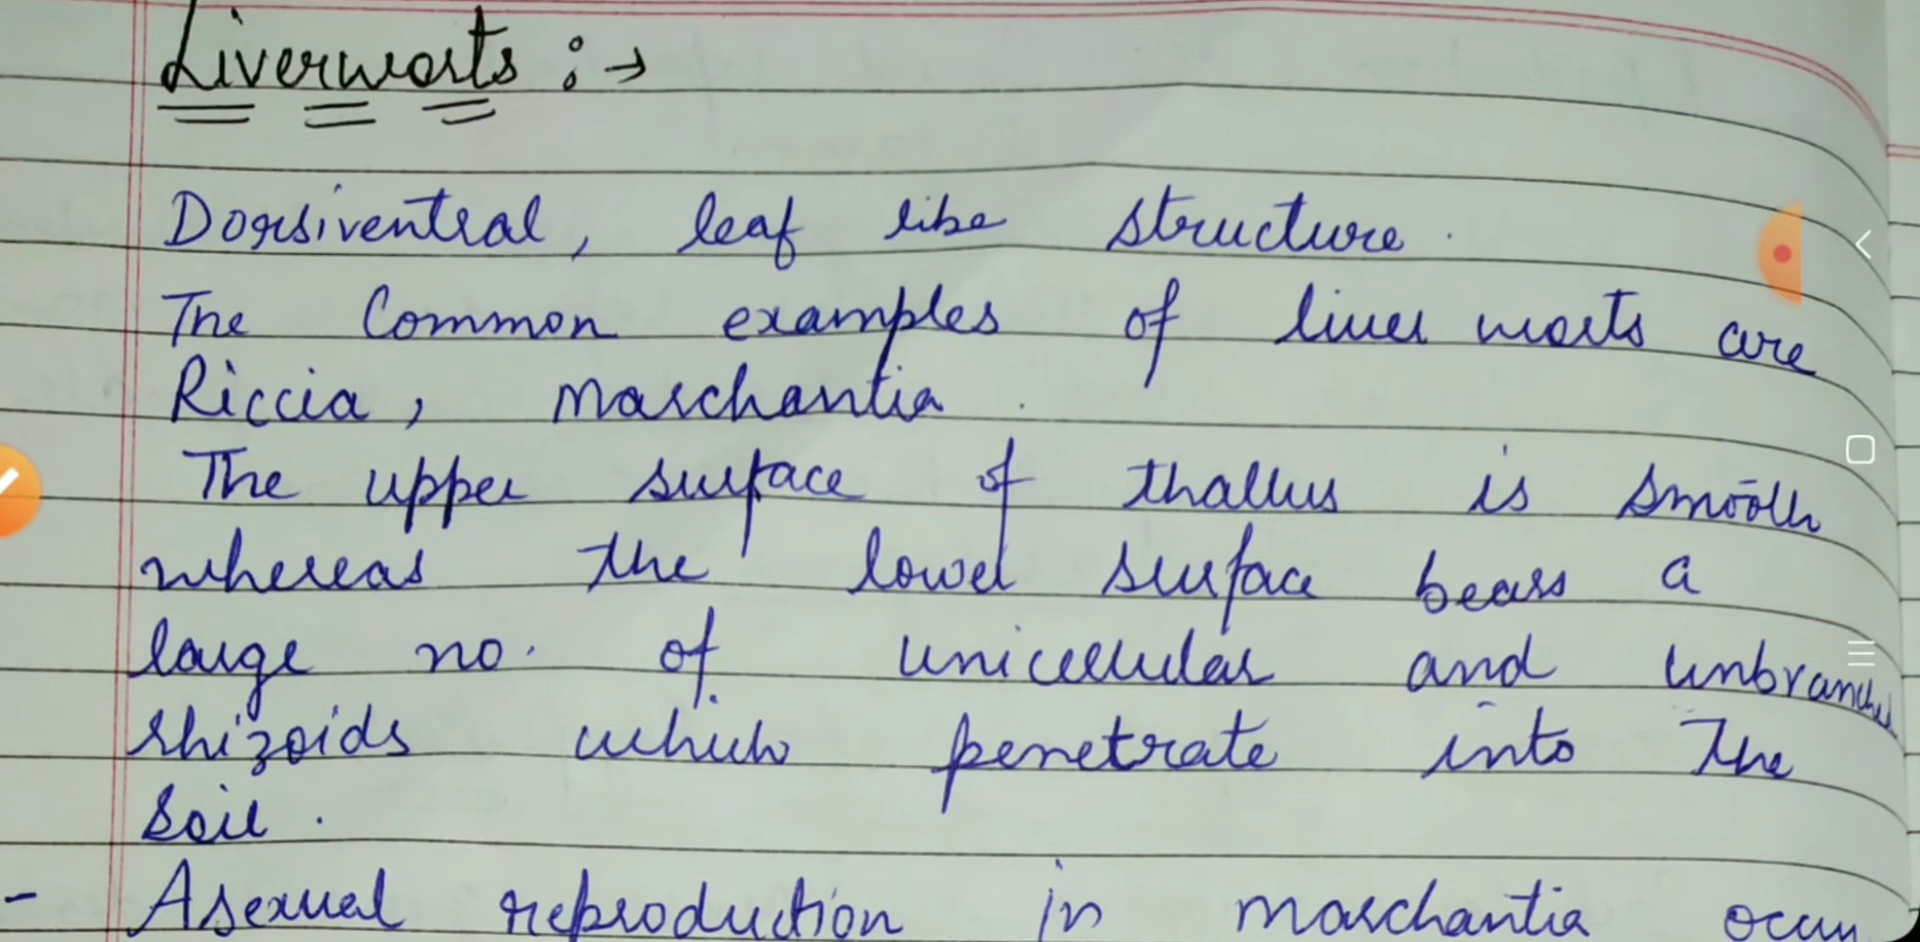 Liverworts :→
Dorsiventral, leaf like structure.
The Common examples of liver worts are
Riccia, Marchantia.
The upper surface of thallus is smooth
whereas the lower surface bears a
large no. of unicellular and unbranched
rhizoids which penetrate into the
Soil.
- Asexual reproduction in Marchantia occur